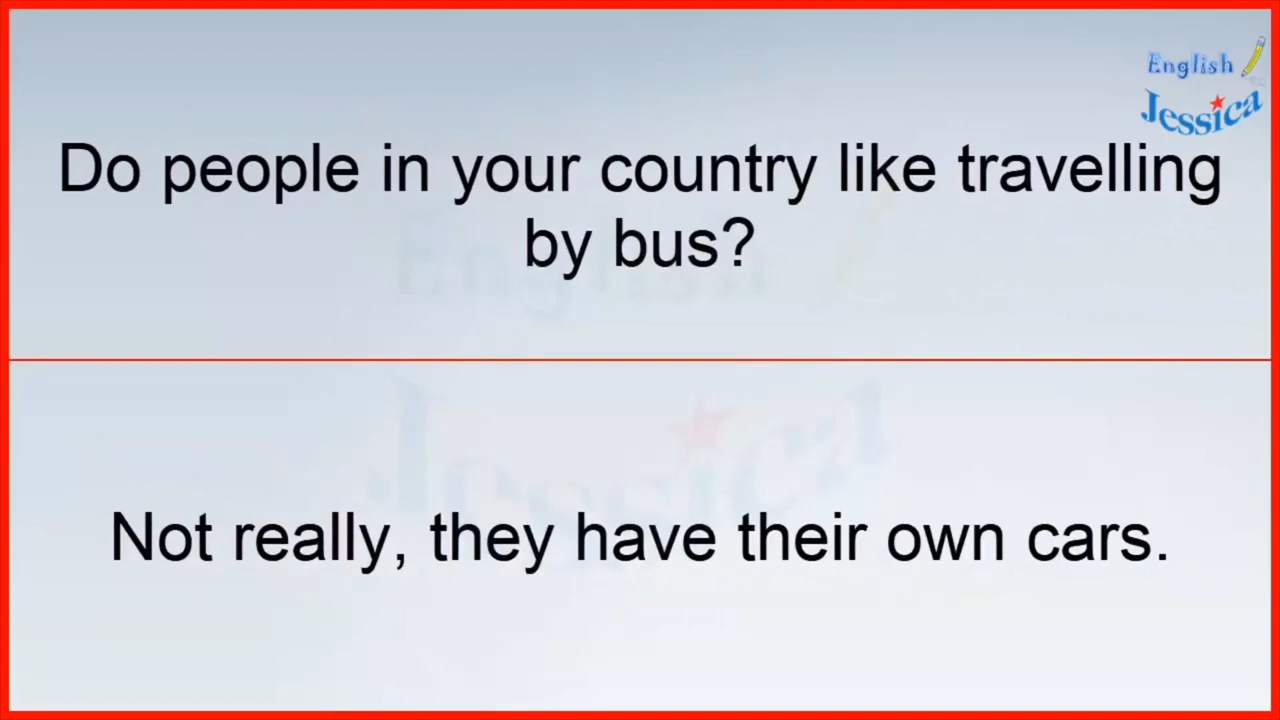 English
Jessica
Do people in your country like travelling
by bus?
Not really, they have their own cars.